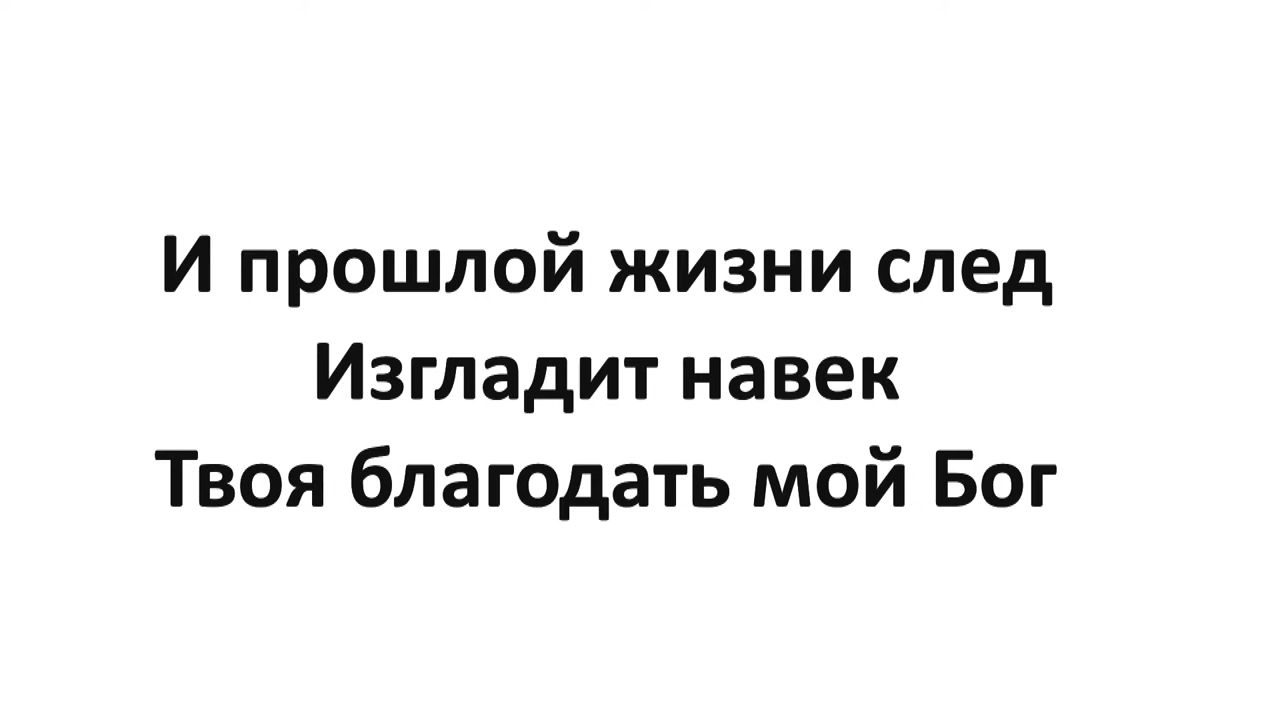 И прошлой жизни след
Изгладит навек
Твоя благодать мой Бог